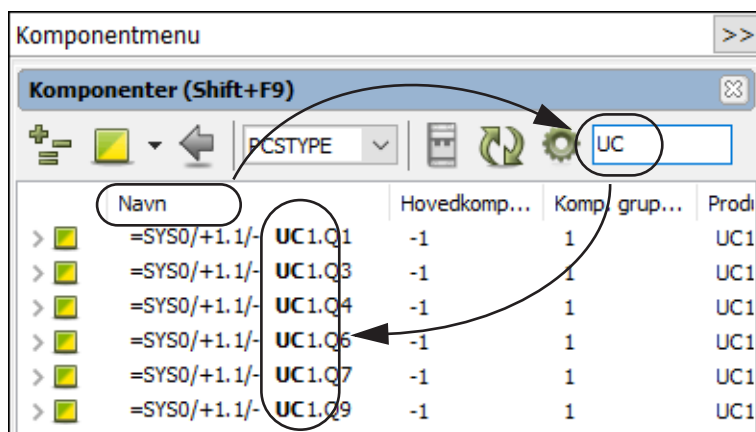 Komponentmenu >>
Komponenter (Shift+F9)
PCSTYPE UC
Navn Hovedkomp... Komp. grup... Produ
=SYS0/+1.1/- UC1.Q1 -1 1 UC1
=SYS0/+1.1/- UC1.Q3 -1 1 UC1
=SYS0/+1.1/- UC1.Q4 -1 1 UC1
=SYS0/+1.1/- UC1.Q6 -1 1 UC1
=SYS0/+1.1/- UC1.Q7 -1 1 UC1
=SYS0/+1.1/- UC1.Q9 -1 1 UC1